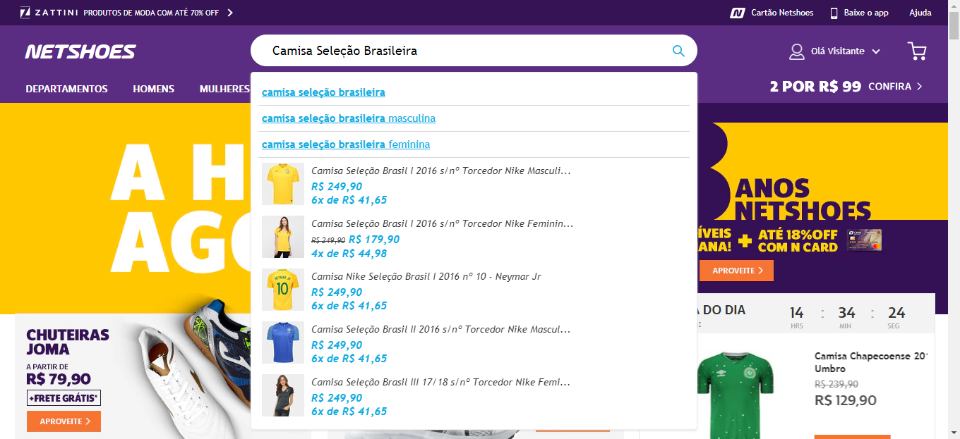 ZATTINI PRODUTOS DE MODA COM ATÉ 70% OFF
Cartão Netshoes
Baixe o app
Ajuda
NETSHOES
Camisa Seleção Brasileira
Olá Visitante
DEPARTAMENTOS
HOMENS
MULHERES
2 POR R$ 99 CONFIRA
camisa seleção brasileira
camisa seleção brasileira masculina
camisa seleção brasileira feminina
Camisa Seleção Brasil I 2016 s/nº Torcedor Nike Masculi...
R$ 249,90
6x de R$ 41,65
Camisa Seleção Brasil I 2016 s/nº Torcedor Nike Feminin...
R$ 249,90 R$ 179,90
4x de R$ 44,98
Camisa Nike Seleção Brasil I 2016 nº 10 - Neymar Jr
R$ 249,90
6x de R$ 41,65
Camisa Seleção Brasil II 2016 s/nº Torcedor Nike Mascul...
R$ 249,90
6x de R$ 41,65
Camisa Seleção Brasil III 17/18 s/nº Torcedor Nike Femi...
R$ 249,90
6x de R$ 41,65
A H
AGO
ANOS
NETSHOES
ÍVEIS
ANA! + ATÉ 18%OFF
COM N CARD
APROVEITE
CHUTEIRAS
JOMA
A PARTIR DE
R$ 79,90
+FRETE GRÁTIS*
APROVEITE
DO DIA
14 : 34 : 24
HRS MIN SEG
Camisa Chapecoense 20
Umbro
R$ 239,90
R$ 129,90